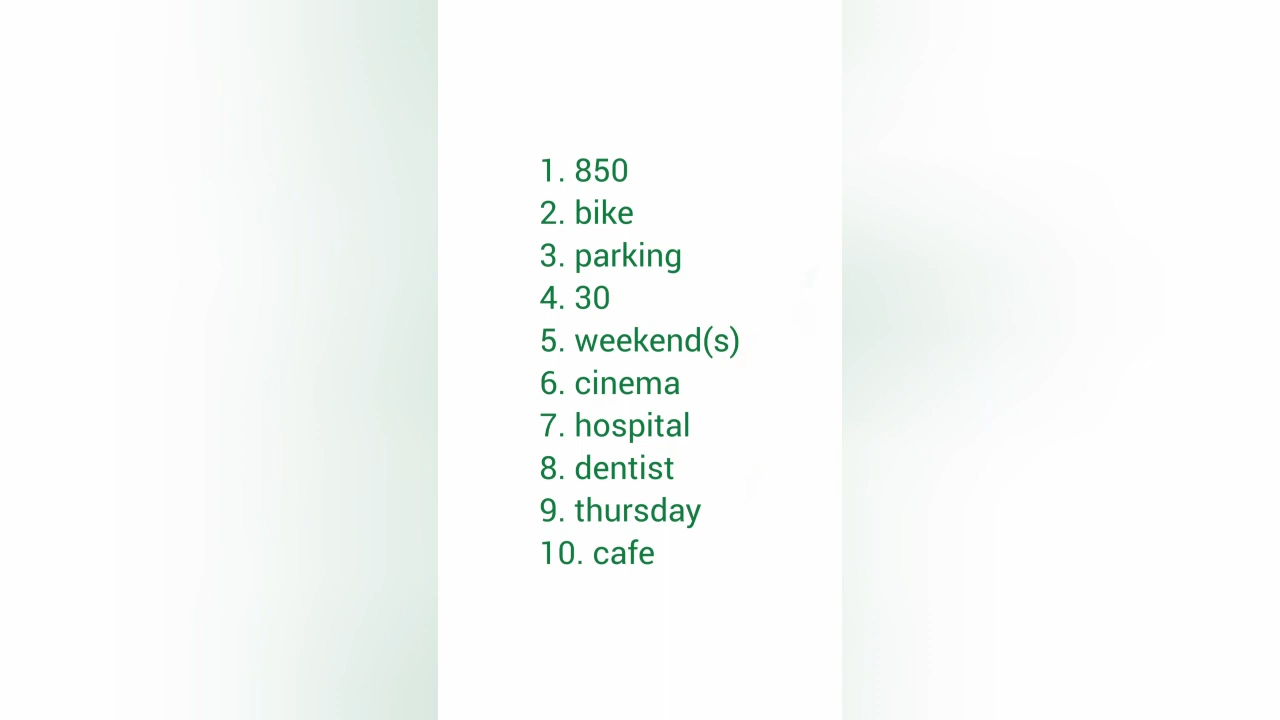 1. 850
2. bike
3. parking
4. 30
5. weekend(s)
6. cinema
7. hospital
8. dentist
9. thursday
10. cafe